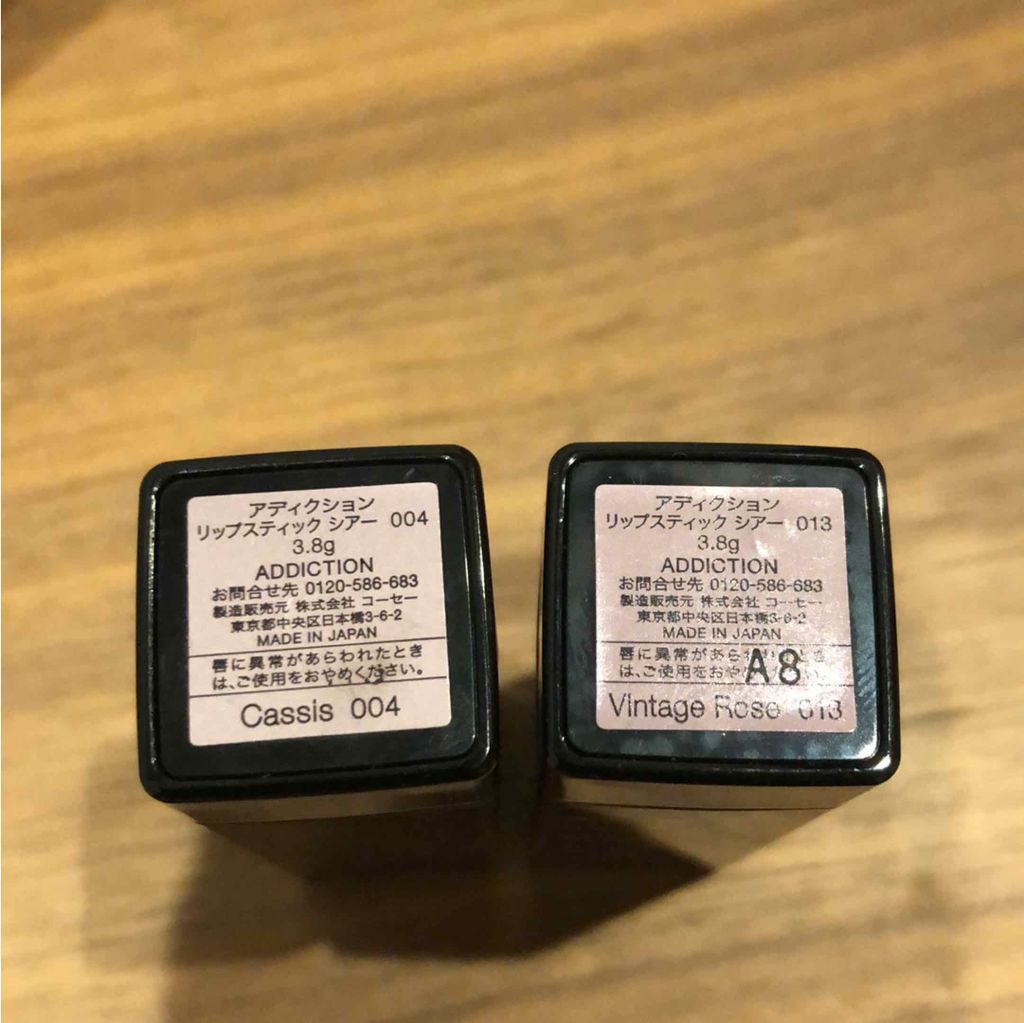 アディクション
リップスティック シアー 004
3.8g
ADDICTION
お問合せ先 0120-586-683
製造販売元 株式会社 コーセー
東京都中央区日本橋3-6-2
MADE IN JAPAN
唇に異常があらわれたとき
は、ご使用をおやめください。
Cassis 004
アディクション
リップスティック シアー 013
3.8g
ADDICTION
お問合せ先 0120-586-683
製造販売元 株式会社 コーセー
東京都中央区日本橋3-6-2
MADE IN JAPAN
唇に異常があら
は、ご使用をおや
A8
Vintage Rose 013